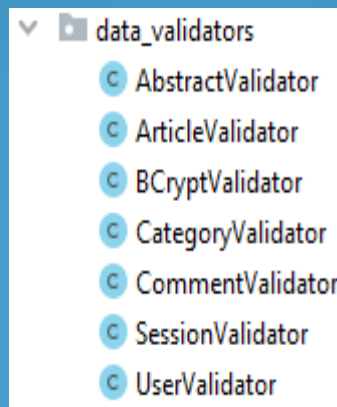 data_validators
C AbstractValidator
C ArticleValidator
C BCryptValidator
C CategoryValidator
C CommentValidator
C SessionValidator
C UserValidator